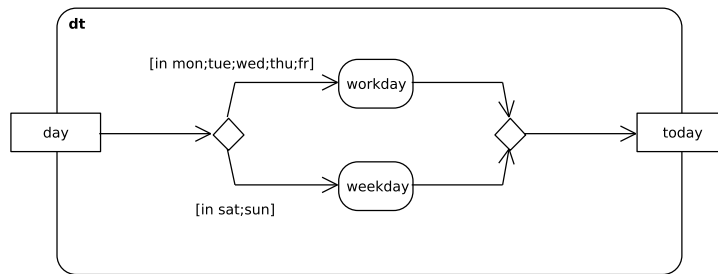 dt
[in mon;tue;wed;thu;fr]
workday
day
today
weekday
[in sat;sun]